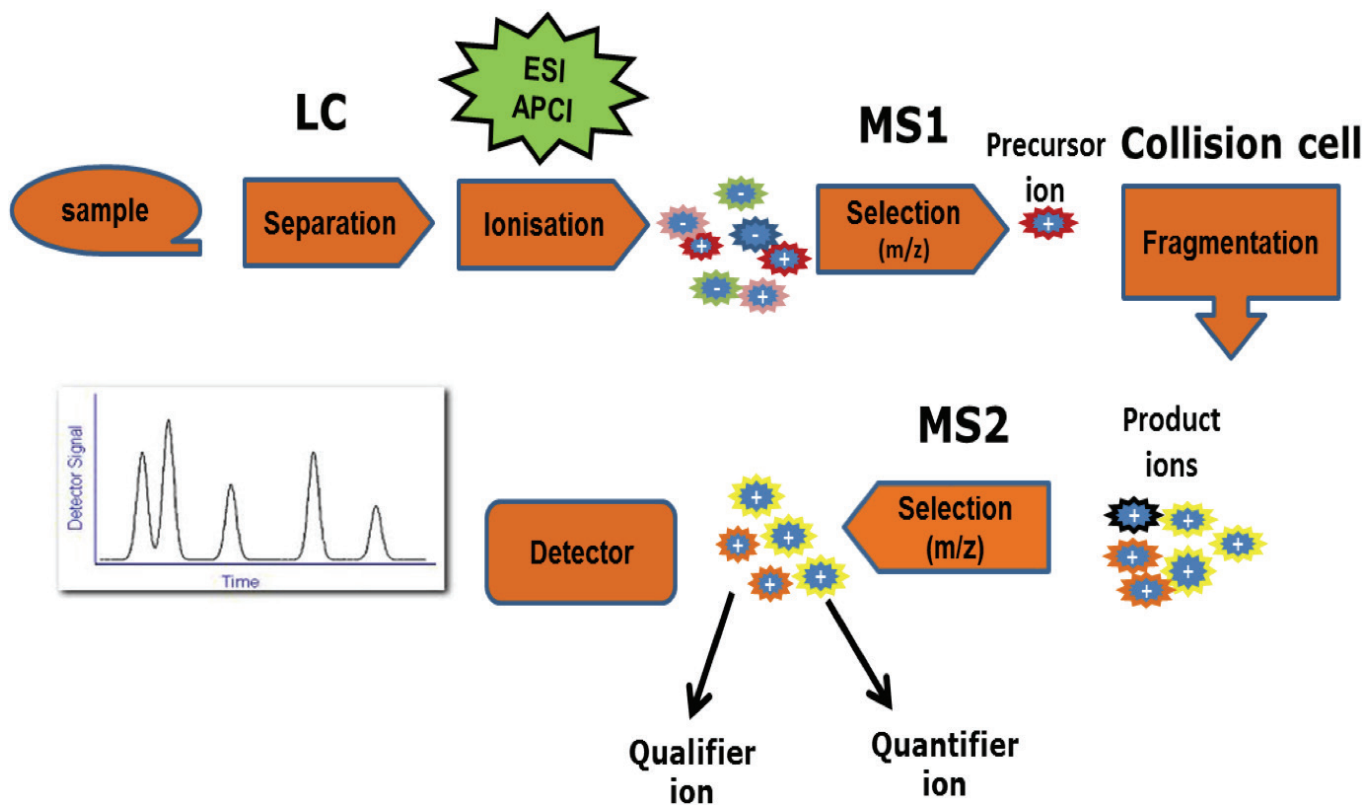 ESI
APCI
LC
MS1
Precursor
ion
Collision cell
sample
Separation
Ionisation
-
-
+
-
+
-
+
Selection
(m/z)
+
Fragmentation
Detector Signal
Time
MS2
Product
ions
Detector
+
+
+
+
+
Selection
(m/z)
+
+
+
+
+
+
Qualifier
ion
Quantifier
ion